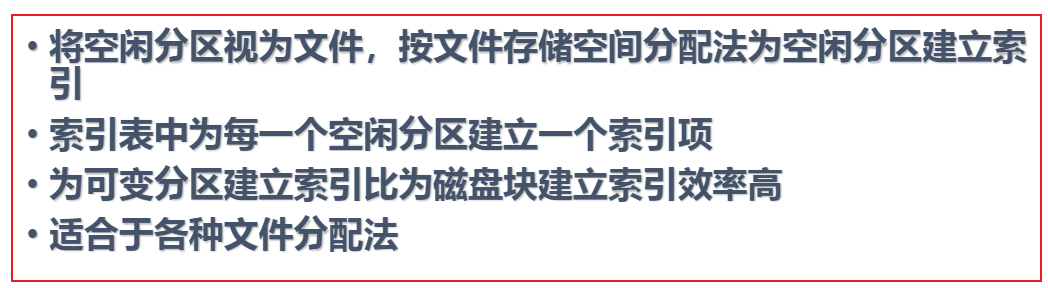 • 将空闲分区视为文件，按文件存储空间分配法为空闲分区建立索
引
• 索引表中为每一个空闲分区建立一个索引项
• 为可变分区建立索引比为磁盘块建立索引效率高
• 适合于各种文件分配法